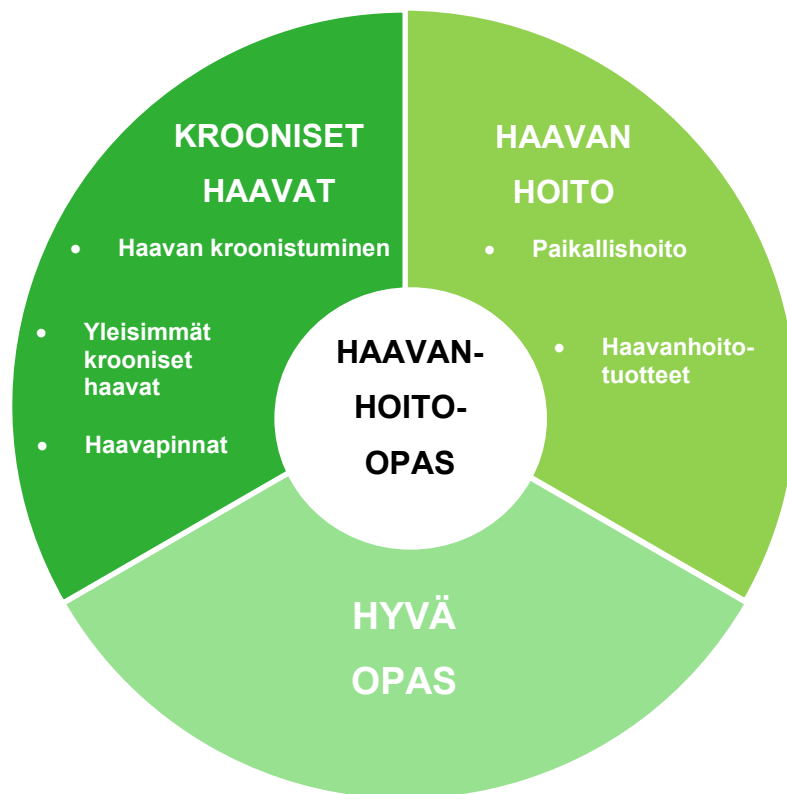 KROONISET
HAAVAT
• Haavan kroonistuminen
• Yleisimmät
krooniset
haavat
• Haavapinnat
HAAVAN
HOITO
• Paikallishoito
• Haavanhoito-
tuotteet
HAAVAN-
HOITO-
OPAS
HYVÄ
OPAS